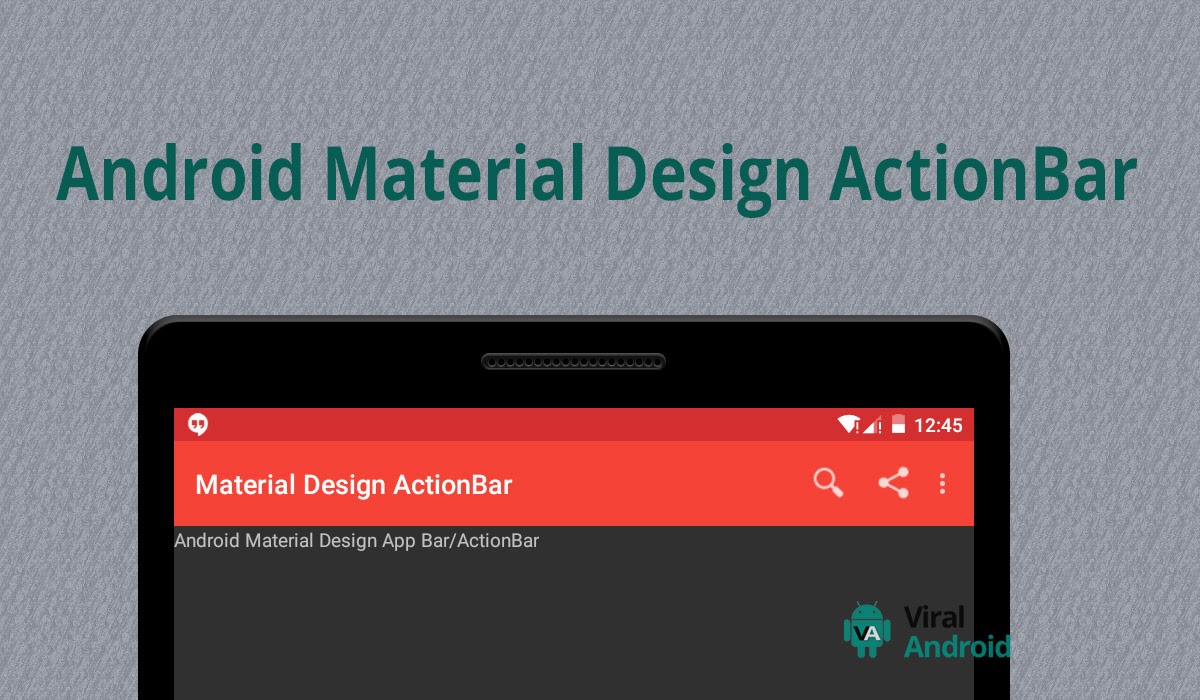 Android Material Design ActionBar
12:45
Material Design ActionBar
Android Material Design App Bar/ActionBar
VA
Viral
Android